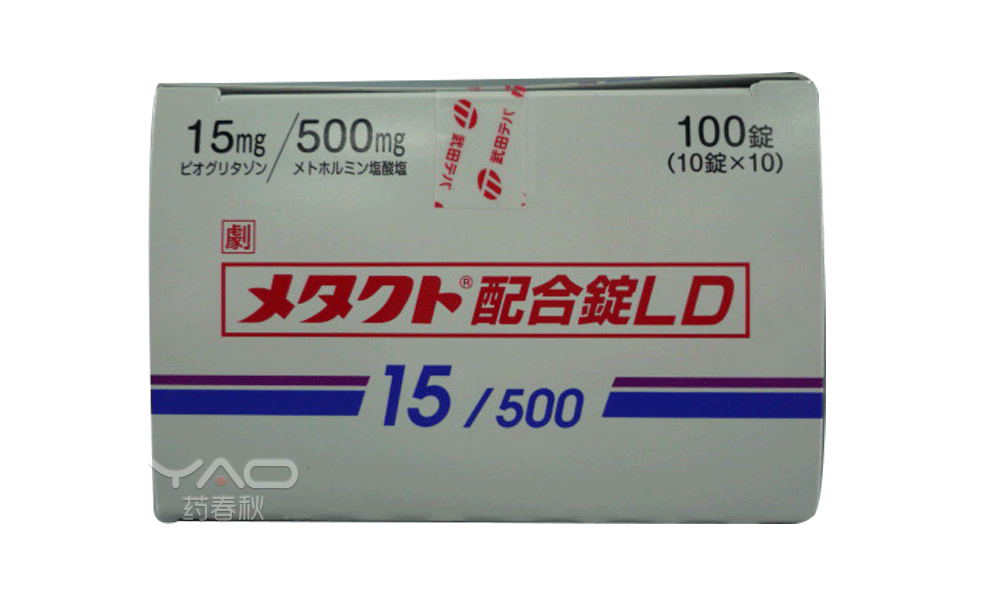 15mg/500mg
ピオグリタゾン メトホルミン塩酸塩
武田テバ
武田テバ
100錠
(10錠×10)
劇
メタクト®配合錠LD
15/500
YAO
药春秋